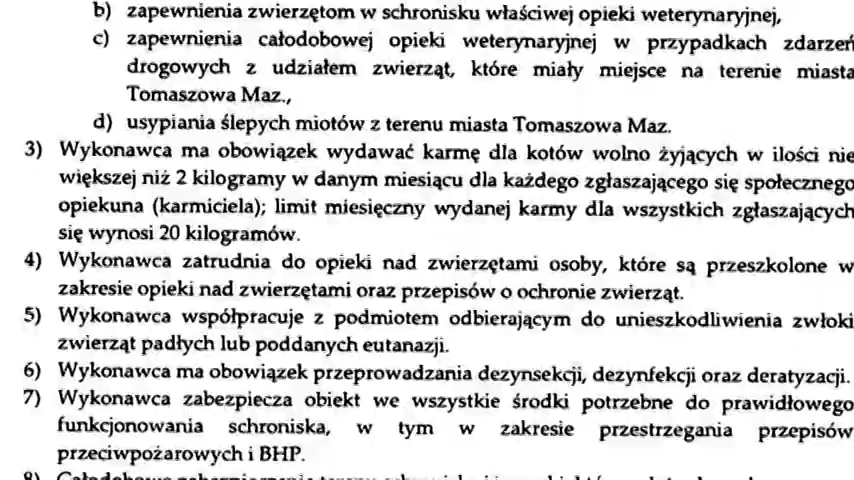 b) zapewnienia zwierzętom w schronisku właściwej opieki weterynaryjnej,
c) zapewnienia całodobowej opieki weterynaryjnej w przypadkach zdarzeń
drogowych z udziałem zwierząt, które miały miejsce na terenie miasta
Tomaszowa Maz.,
d) usypiania ślepych miotów z terenu miasta Tomaszowa Maz.
3) Wykonawca ma obowiązek wydawać karmę dla kotów wolno żyjących w ilości nie
większej niż 2 kilogramy w danym miesiącu dla każdego zgłaszającego się społecznego
opiekuna (karmiciela); limit miesięczny wydanej karmy dla wszystkich zgłaszających
się wynosi 20 kilogramów.
4) Wykonawca zatrudnia do opieki nad zwierzętami osoby, które są przeszkolone w
zakresie opieki nad zwierzętami oraz przepisów o ochronie zwierząt.
5) Wykonawca współpracuje z podmiotem odbierającym do unieszkodliwienia zwłoki
zwierząt padłych lub poddanych eutanazji.
6) Wykonawca ma obowiązek przeprowadzania dezynsekcji, dezynfekcji oraz deratyzacji.
7) Wykonawca zabezpiecza obiekt we wszystkie środki potrzebne do prawidłowego
funkcjonowania schroniska, w tym w zakresie przestrzegania przepisów
przeciwpożarowych i BHP.
8) Całodobowe